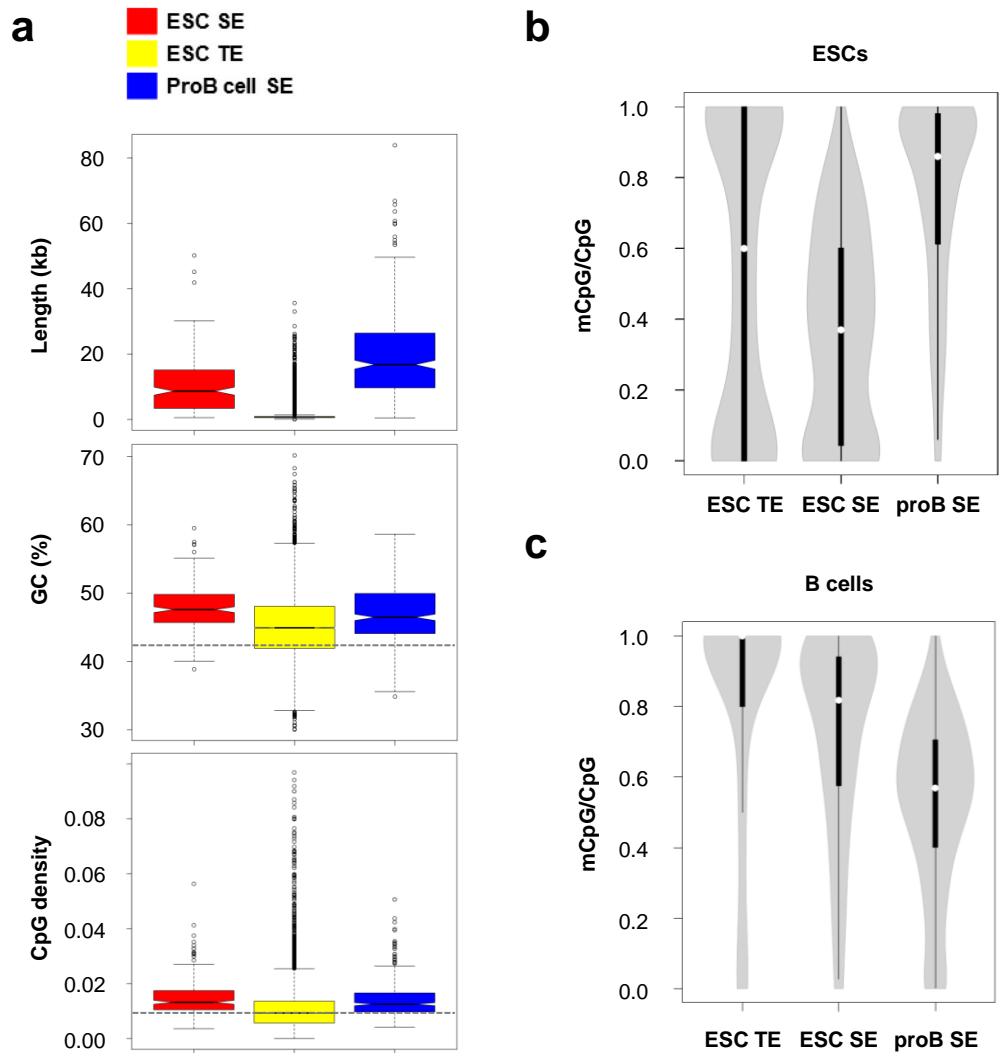 a
ESC SE
ESC TE
ProB cell SE
Length (kb)
80
60
40
20
0
GC (%)
70
60
50
40
30
CpG density
0.08
0.06
0.04
0.02
0.00
b
ESCs
mCpG/CpG
1.0
0.8
0.6
0.4
0.2
0.0
ESC TE ESC SE proB SE
c
B cells
mCpG/CpG
1.0
0.8
0.6
0.4
0.2
0.0
ESC TE ESC SE proB SE